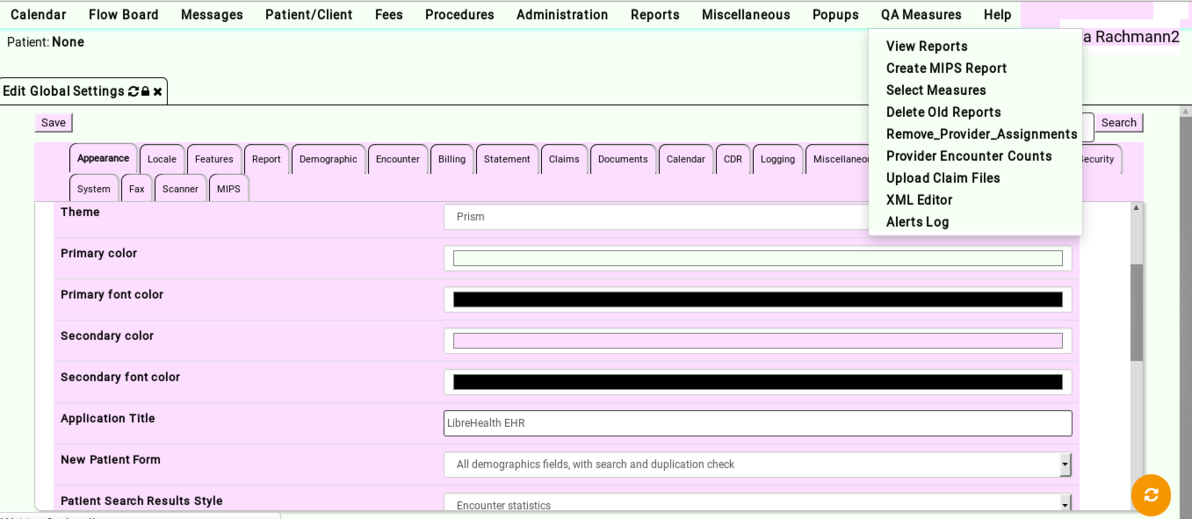 Calendar Flow Board Messages Patient/Client Fees Procedures Administration Reports Miscellaneous Popups QA Measures Help
a Rachmann2
Patient: None
View Reports
Create MIPS Report
Select Measures
Delete Old Reports
Remove_Provider_Assignments
Provider Encounter Counts
Upload Claim Files
XML Editor
Alerts Log
Edit Global Settings
Save Search
Appearance Locale Features Report Demographic Encounter Billing Statement Claims Documents Calendar CDR Logging Miscellaneou ecurity
System Fax Scanner MIPS
Theme Prism
Primary color
Primary font color
Secondary color
Secondary font color
Application Title LibreHealth EHR
New Patient Form All demographics fields, with search and duplication check
Patient Search Results Style Encounter statistics